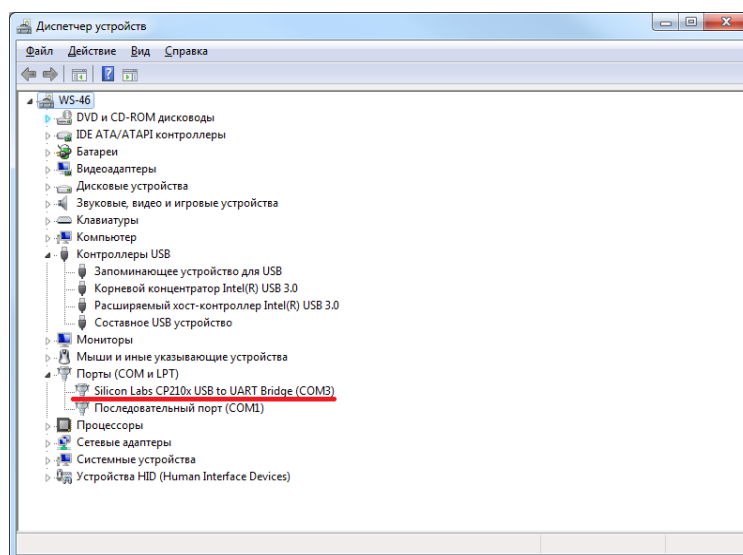 Диспетчер устройств
Файл Действие Вид Справка
WS-46
DVD и CD-ROM дисководы
IDE ATA/ATAPI контроллеры
Батареи
Видеоадаптеры
Дисковые устройства
Звуковые, видео и игровые устройства
Клавиатуры
Компьютер
Контроллеры USB
Запоминающее устройство для USB
Корневой концентратор Intel(R) USB 3.0
Расширяемый хост-контроллер Intel(R) USB 3.0
Составное USB устройство
Мониторы
Мыши и иные указывающие устройства
Порты (COM и LPT)
Silicon Labs CP210x USB to UART Bridge (COM3)
Последовательный порт (COM1)
Процессоры
Сетевые адаптеры
Системные устройства
Устройства HID (Human Interface Devices)